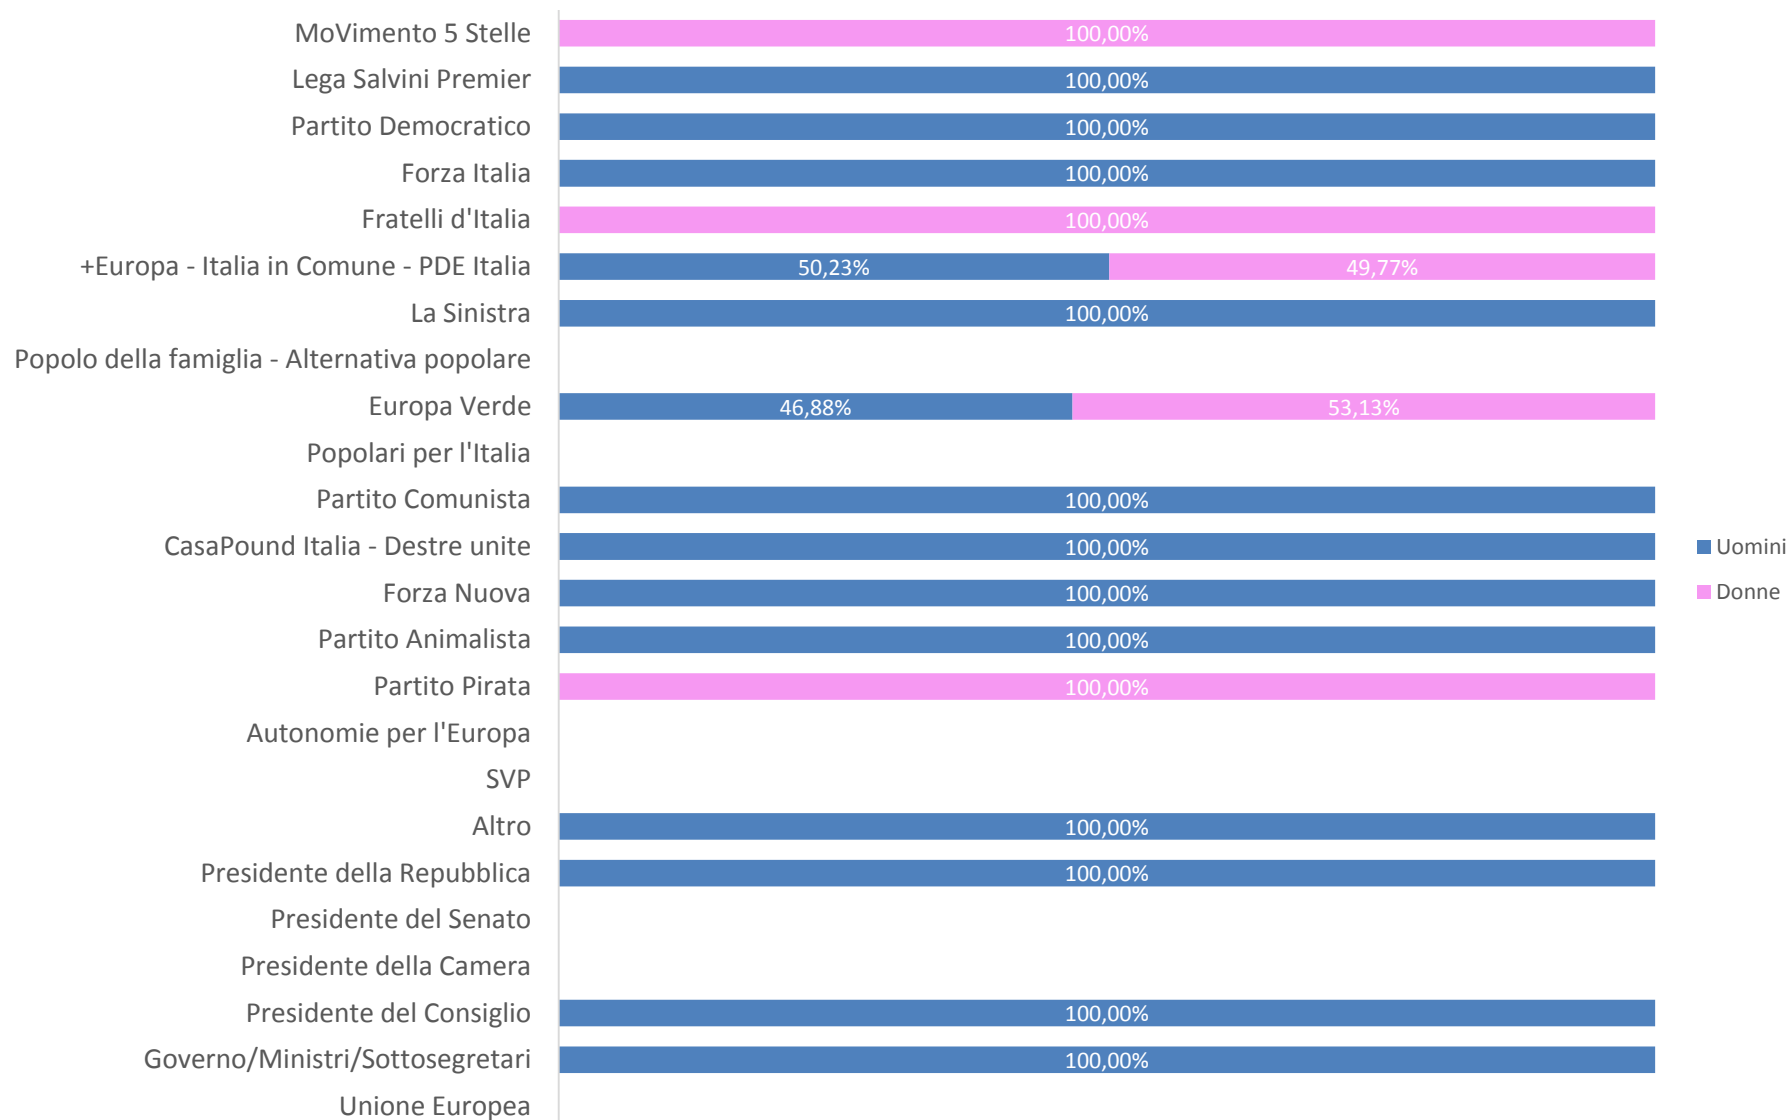 MoVimento 5 Stelle 100,00%
Lega Salvini Premier 100,00%
Partito Democratico 100,00%
Forza Italia 100,00%
Fratelli d'Italia 100,00%
+Europa - Italia in Comune - PDE Italia 50,23% 49,77%
La Sinistra 100,00%
Popolo della famiglia - Alternativa popolare
Europa Verde 46,88% 53,13%
Popolari per l'Italia
Partito Comunista 100,00%
CasaPound Italia - Destre unite 100,00%
Uomini
Forza Nuova 100,00%
Donne
Partito Animalista 100,00%
Partito Pirata 100,00%
Autonomie per l'Europa
SVP
Altro 100,00%
Presidente della Repubblica 100,00%
Presidente del Senato
Presidente della Camera
Presidente del Consiglio 100,00%
Governo/Ministri/Sottosegretari 100,00%
Unione Europea